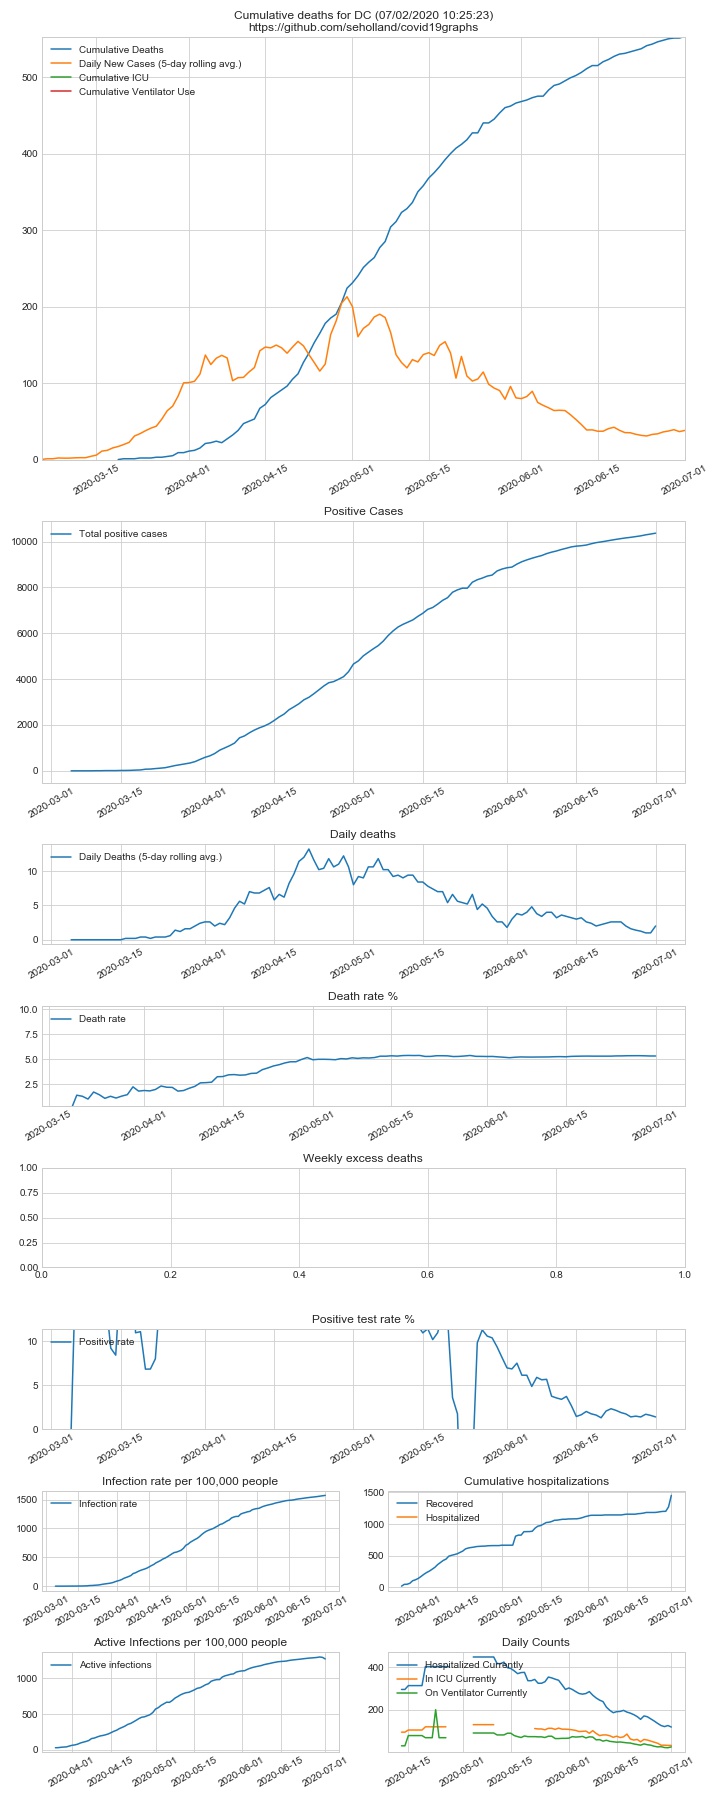 Cumulative deaths for DC (07/02/2020 10:25:23)
https://github.com/seholland/covid19graphs
Cumulative Deaths
Daily New Cases (5-day rolling avg.)
Cumulative ICU
Cumulative Ventilator Use
500
400
300
200
100
0
2020-03-15 2020-04-01 2020-04-15 2020-05-01 2020-05-15 2020-06-01 2020-06-15 2020-07-01
Positive Cases
Total positive cases
10000
8000
6000
4000
2000
0
2020-03-01 2020-03-15 2020-04-01 2020-04-15 2020-05-01 2020-05-15 2020-06-01 2020-06-15 2020-07-01
Daily deaths
Daily Deaths (5-day rolling avg.)
10
5
0
2020-03-01 2020-03-15 2020-04-01 2020-04-15 2020-05-01 2020-05-15 2020-06-01 2020-06-15 2020-07-01
Death rate %
10.0
Death rate
7.5
5.0
2.5
2020-03-15 2020-04-01 2020-04-15 2020-05-01 2020-05-15 2020-06-01 2020-06-15 2020-07-01
Weekly excess deaths
1.00
0.75
0.50
0.25
0.00
0.0 0.2 0.4 0.6 0.8 1.0
Positive test rate %
10
Positive rate
5
0
2020-03-01 2020-03-15 2020-04-01 2020-04-15 2020-05-01 2020-05-15 2020-06-01 2020-06-15 2020-07-01
Infection rate per 100,000 people
Infection rate
1500
1000
500
0
2020-03-01 2020-03-15 2020-04-01 2020-04-15 2020-05-01 2020-05-15 2020-06-01 2020-06-15 2020-07-01
Cumulative hospitalizations
Recovered
Hospitalized
1500
1000
500
0
2020-04-01 2020-04-15 2020-05-01 2020-05-15 2020-06-01 2020-06-15 2020-07-01
Active Infections per 100,000 people
Active infections
1000
500
0
2020-04-01 2020-04-15 2020-05-01 2020-05-15 2020-06-01 2020-06-15 2020-07-01
Daily Counts
Hospitalized Currently
In ICU Currently
On Ventilator Currently
400
200
2020-04-15 2020-05-01 2020-05-15 2020-06-01 2020-06-15 2020-07-01